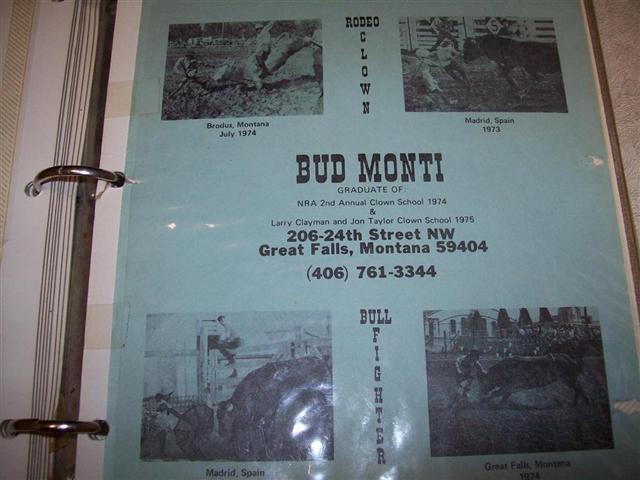 RODEO
CLOWN
Brodus, Montana
July 1974
Madrid, Spain
1973
BUD MONTI
GRADUATE OF:
NRA 2nd Annual Clown School 1974
&
Larry Clayman and Jon Taylor Clown School 1975
206-24th Street NW
Great Falls, Montana 59404
(406) 761-3344
BULL
FIGHTER
Madrid, Spain
Great Falls, Montana
1974